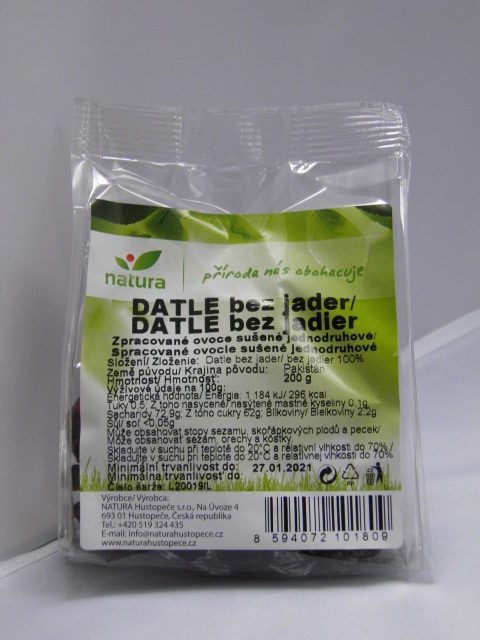 natura
příroda nás obohacuje
DATLE bez jader/
DATLE bez jadier
Zpracované ovoce sušené jednodruhové/
Spracované ovocie sušené jednodruhové
Složení/ Zloženie: Datle bez jader/ bez jadier 100%
Země původu/ Krajina pôvodu: Pakistán
Hmotnost/ Hmotnosť: 200 g
Výživové údaje na 100g:
Energetická hodnota/ Energia: 1 184 kJ/ 296 kcal
Tuky 0,5; Z toho nasycené/ nasýtené mastné kyseliny 0,1g
Sacharidy 72,9g; Z toho cukry 62g; Bílkoviny/ Bielkoviny 2,2g
Sůl/ soľ <0,05g
Může obsahovat stopy sezamu, skořápkových plodů a pecek/
Môže obsahovať sezam, orechy a kôstky.
Skladujte v suchu při teplotě do 20°C a relativní vlhkosti do 70% /
Skladujte v suchu pri teplote do 20°C a relatívnej vlhkosti do 70%
Minimální trvanlivost do: 27.01.2021
Minimálna trvanlivosť do:
Číslo šarže: L20019IL
Výrobce/ Výrobca:
NATURA Hustopeče s.r.o., Na Úvoze 4
693 01 Hustopeče, Česká republika
Tel.: +420 519 324 435
E-mail: info@naturahustopece.cz
www.naturahustopece.cz
8 594072 101809